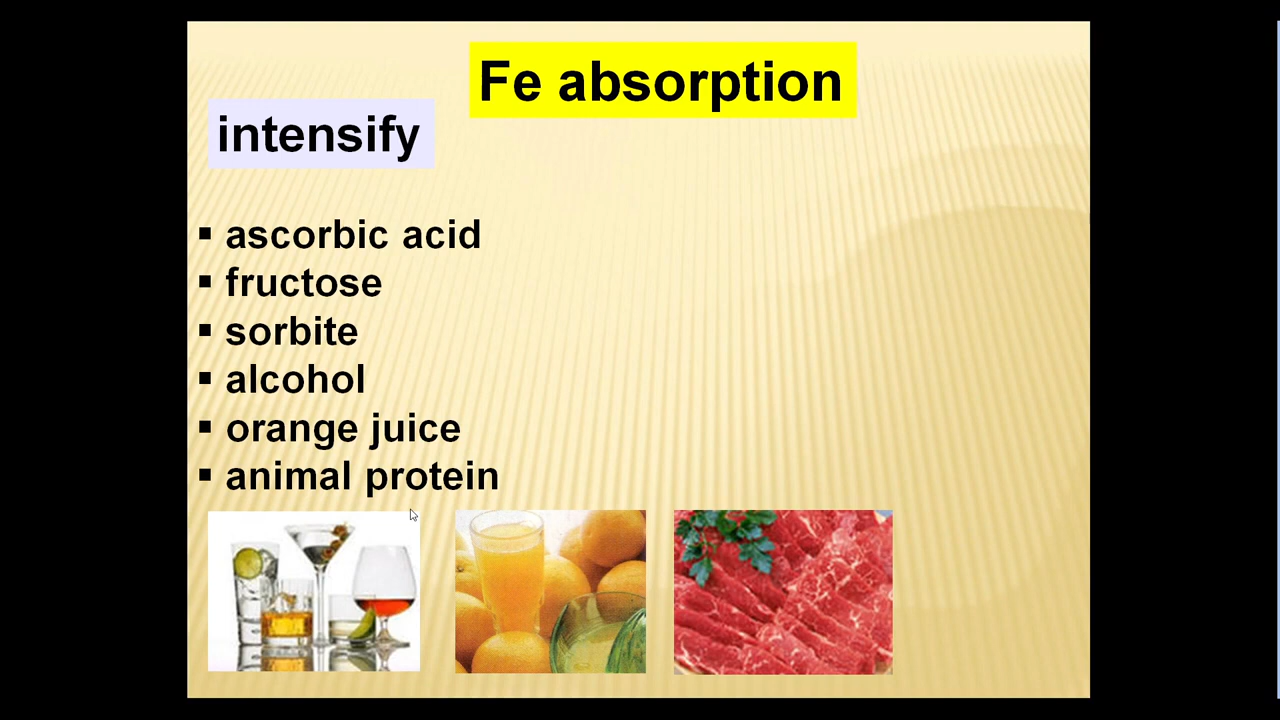 Fe absorption
intensify
▪ ascorbic acid
▪ fructose
▪ sorbite
▪ alcohol
▪ orange juice
▪ animal protein